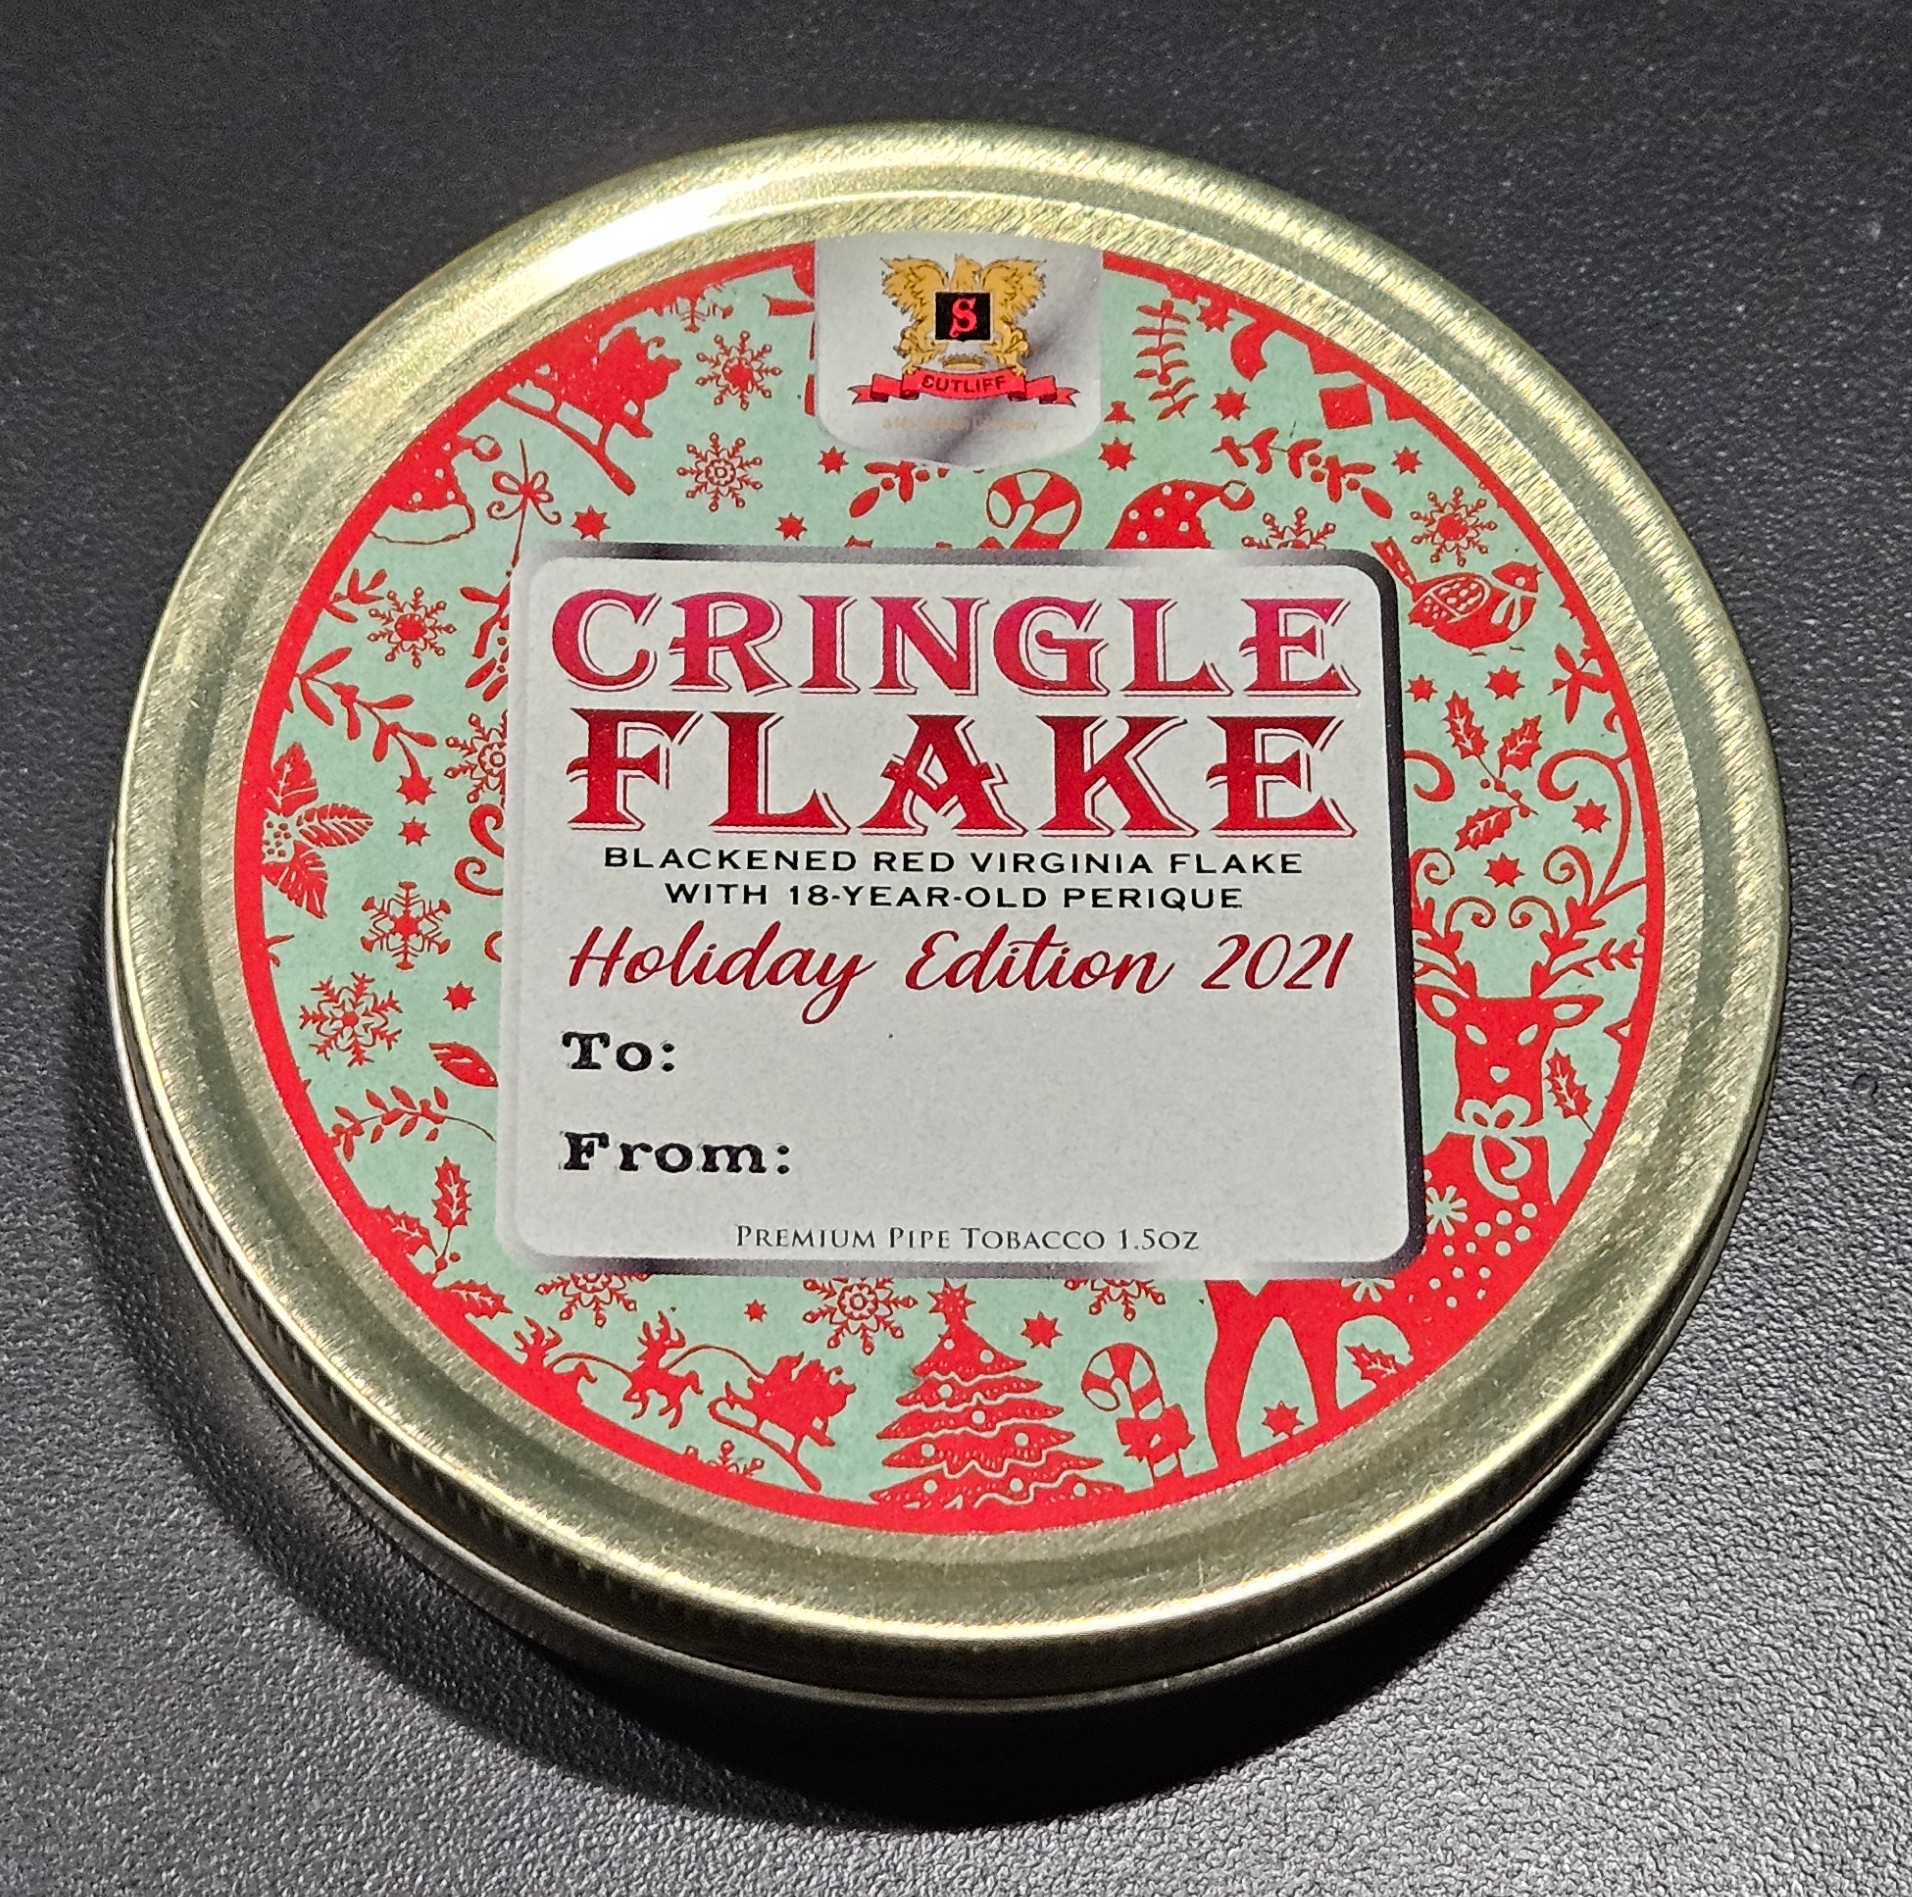 S
SUTLIFF
CRINGLE
FLAKE
BLACKENED RED VIRGINIA FLAKE
WITH 18-YEAR-OLD PERIQUE
Holiday Edition 2021
To:
From:
PREMIUM PIPE TOBACCO 1.5OZ